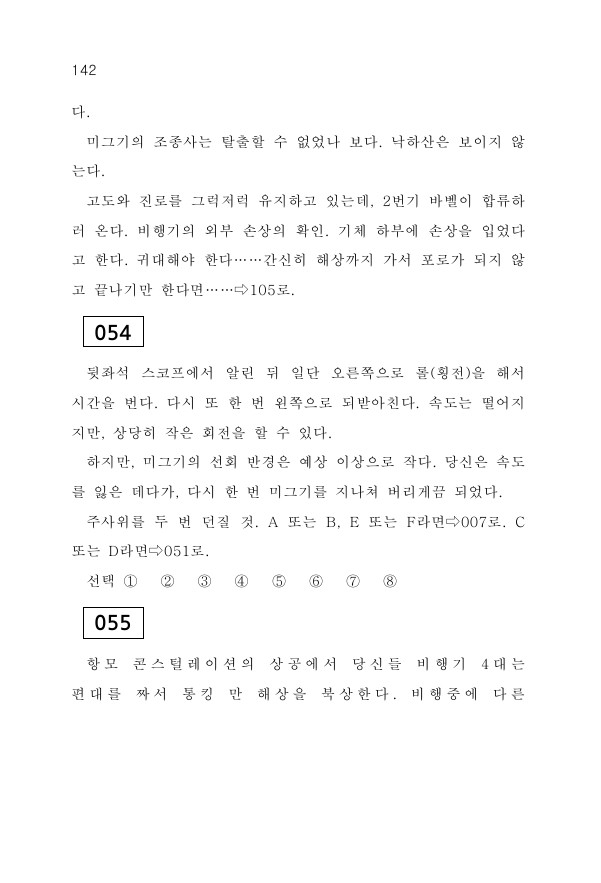 142
다.
미그기의 조종사는 탈출할 수 없었나 보다. 낙하산은 보이지 않
는다.
고도와 진로를 그럭저럭 유지하고 있는데, 2번기 바벨이 합류하
러 온다. 비행기의 외부 손상의 확인. 기체 하부에 손상을 입었다
고 한다. 귀대해야 한다……간신히 해상까지 가서 포로가 되지 않
고 끝나기만 한다면……⇨105로.
054
뒷좌석 스코프에서 알린 뒤 일단 오른쪽으로 롤(횡전)을 해서
시간을 번다. 다시 또 한 번 왼쪽으로 되받아친다. 속도는 떨어지
지만, 상당히 작은 회전을 할 수 있다.
하지만, 미그기의 선회 반경은 예상 이상으로 작다. 당신은 속도
를 잃은 데다가, 다시 한 번 미그기를 지나쳐 버리게끔 되었다.
주사위를 두 번 던질 것. A 또는 B, E 또는 F라면⇨007로. C
또는 D라면⇨051로.
선택 ① ② ③ ④ ⑤ ⑥ ⑦ ⑧
055
항모 콘스털레이션의 상공에서 당신들 비행기 4대는
편대를 짜서 통킹 만 해상을 북상한다. 비행중에 다른